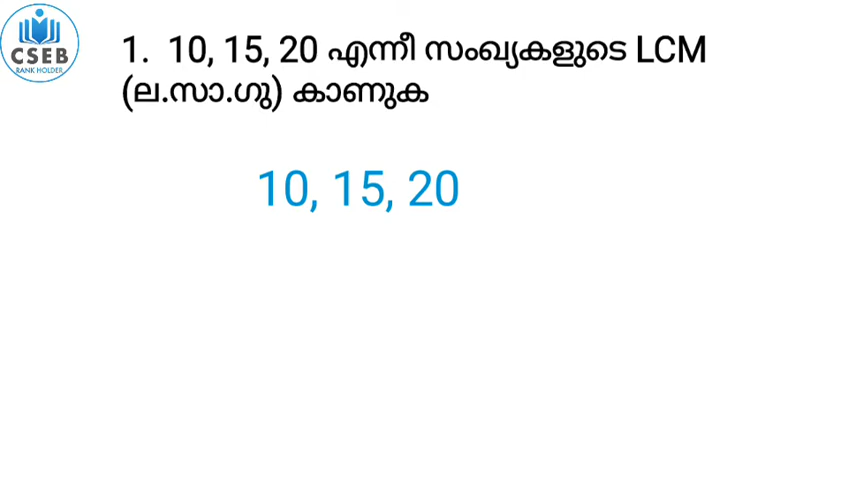 CSEB
RANK HOLDER
1. 10, 15, 20 എന്നീ സംഖ്യകളുടെ LCM
(ല.സാ.ഗു) കാണുക
10, 15, 20